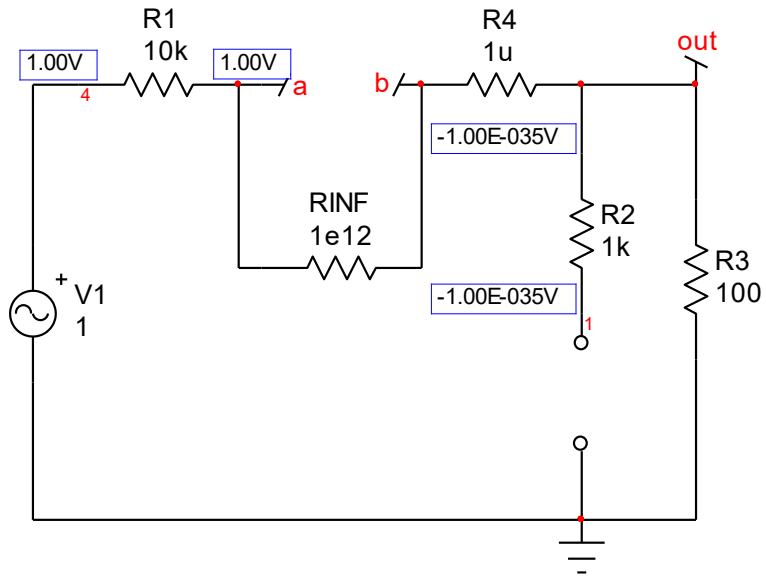 R1
10k
1.00V
4
1.00V
a
b
R4
1u
out
-1.00E-035V
RINF
1e12
R2
1k
R3
100
+
V1
1
-1.00E-035V
1